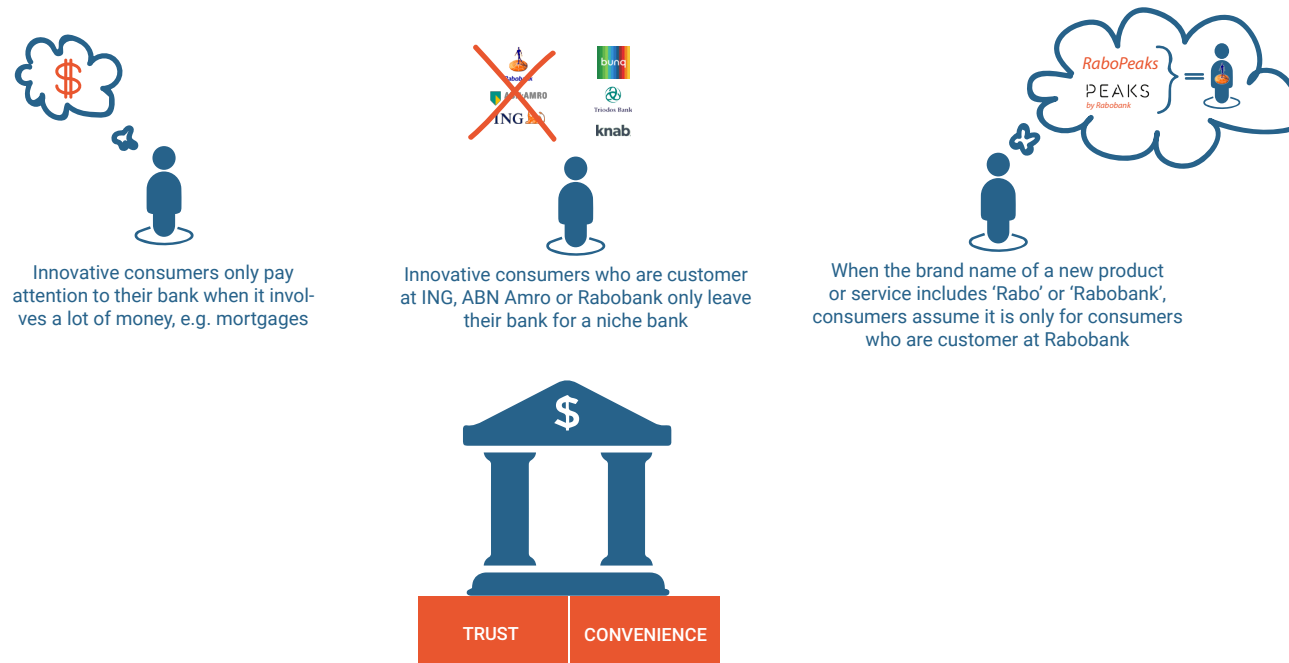 $
Rabobank
ABN·AMRO
ING
bunq
Triodos Bank
knab
RaboPeaks
PEAKS
by Rabobank
Innovative consumers only pay
attention to their bank when it invol-
ves a lot of money, e.g. mortgages
Innovative consumers who are customer
at ING, ABN Amro or Rabobank only leave
their bank for a niche bank
When the brand name of a new product
or service includes ‘Rabo’ or ‘Rabobank’,
consumers assume it is only for consumers
who are customer at Rabobank
$
TRUST
CONVENIENCE